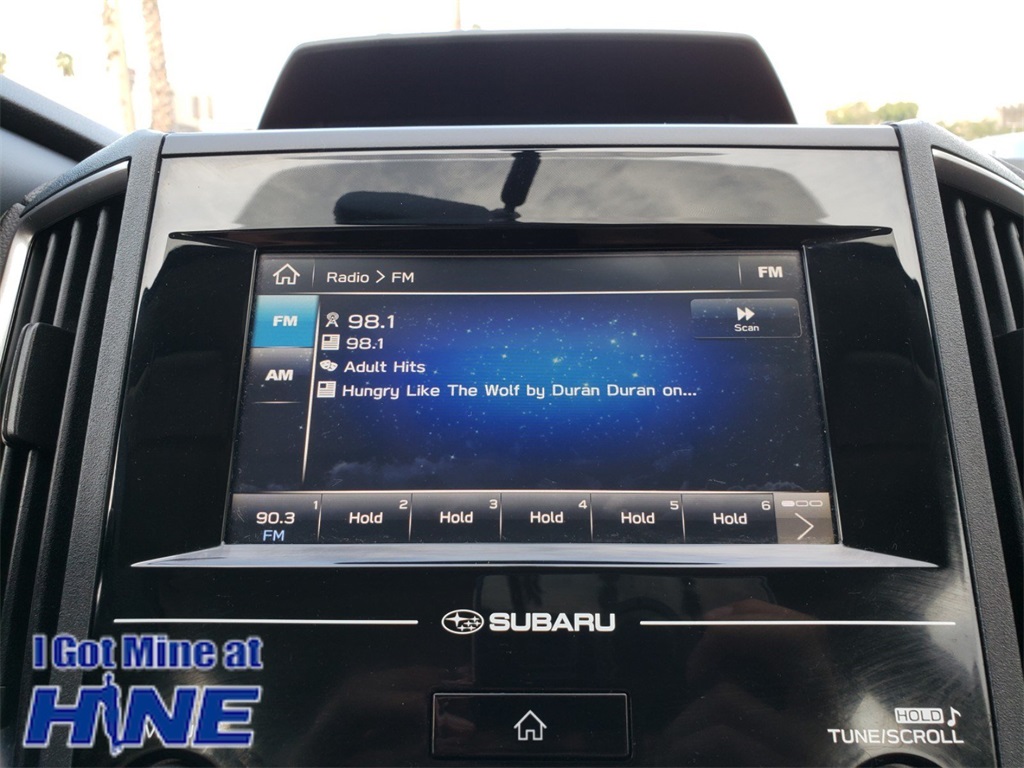 Radio > FM
FM
FM
98.1
Scan
98.1
AM
Adult Hits
Hungry Like The Wolf by Duran Duran on...
1 2 3 4 5 6
90.3 Hold Hold Hold Hold Hold
FM
SUBARU
I Got Mine at
HINE
HOLD
TUNE/SCROLL